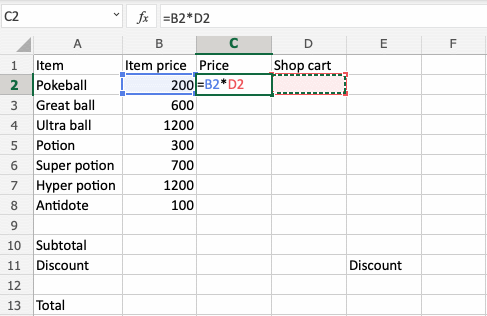 C2 fx =B2*D2
A B C D E F
1 Item Item price Price Shop cart
2 Pokeball 200 =B2*D2
3 Great ball 600
4 Ultra ball 1200
5 Potion 300
6 Super potion 700
7 Hyper potion 1200
8 Antidote 100
9
10 Subtotal
11 Discount Discount
12
13 Total